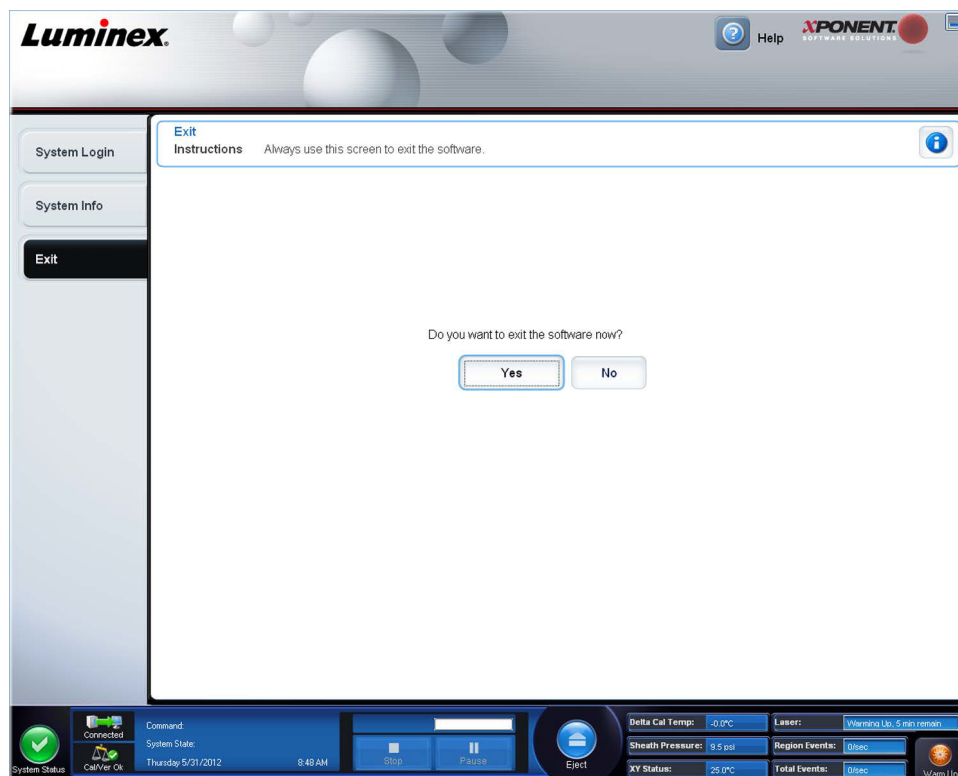 Luminex.
Help
XPONENT.
SOFTWARE SOLUTIONS
System Login
System Info
Exit
Exit
Instructions Always use this screen to exit the software.
Do you want to exit the software now?
Yes No
System Status
Connected
Cal/Ver Ok
Command:
System State:
Thursday 5/31/2012 8:48 AM
Stop Pause
Eject
Delta Cal Temp: -0.0°C Laser: Warming Up, 5 min remain
Sheath Pressure: 9.5 psi Region Events: 0/sec
XY Status: 25.0°C Total Events: 0/sec
Warm Up